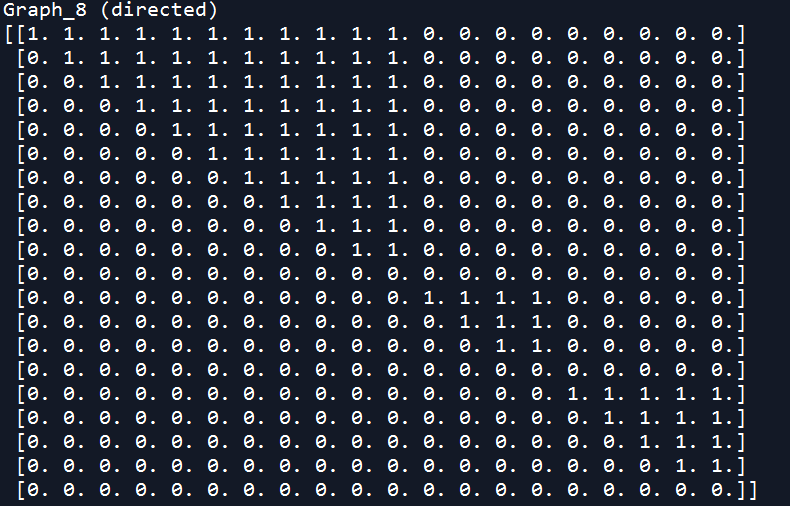 Graph_8 (directed)
[[1. 1. 1. 1. 1. 1. 1. 1. 1. 1. 1. 0. 0. 0. 0. 0. 0. 0. 0. 0.]
[0. 1. 1. 1. 1. 1. 1. 1. 1. 1. 1. 0. 0. 0. 0. 0. 0. 0. 0. 0.]
[0. 0. 1. 1. 1. 1. 1. 1. 1. 1. 1. 0. 0. 0. 0. 0. 0. 0. 0. 0.]
[0. 0. 0. 1. 1. 1. 1. 1. 1. 1. 1. 0. 0. 0. 0. 0. 0. 0. 0. 0.]
[0. 0. 0. 0. 1. 1. 1. 1. 1. 1. 1. 0. 0. 0. 0. 0. 0. 0. 0. 0.]
[0. 0. 0. 0. 0. 1. 1. 1. 1. 1. 1. 0. 0. 0. 0. 0. 0. 0. 0. 0.]
[0. 0. 0. 0. 0. 0. 1. 1. 1. 1. 1. 0. 0. 0. 0. 0. 0. 0. 0. 0.]
[0. 0. 0. 0. 0. 0. 0. 1. 1. 1. 1. 0. 0. 0. 0. 0. 0. 0. 0. 0.]
[0. 0. 0. 0. 0. 0. 0. 0. 1. 1. 1. 0. 0. 0. 0. 0. 0. 0. 0. 0.]
[0. 0. 0. 0. 0. 0. 0. 0. 0. 1. 1. 0. 0. 0. 0. 0. 0. 0. 0. 0.]
[0. 0. 0. 0. 0. 0. 0. 0. 0. 0. 0. 0. 0. 0. 0. 0. 0. 0. 0. 0.]
[0. 0. 0. 0. 0. 0. 0. 0. 0. 0. 0. 1. 1. 1. 1. 0. 0. 0. 0. 0.]
[0. 0. 0. 0. 0. 0. 0. 0. 0. 0. 0. 0. 1. 1. 1. 0. 0. 0. 0. 0.]
[0. 0. 0. 0. 0. 0. 0. 0. 0. 0. 0. 0. 0. 1. 1. 0. 0. 0. 0. 0.]
[0. 0. 0. 0. 0. 0. 0. 0. 0. 0. 0. 0. 0. 0. 0. 0. 0. 0. 0. 0.]
[0. 0. 0. 0. 0. 0. 0. 0. 0. 0. 0. 0. 0. 0. 0. 1. 1. 1. 1. 1.]
[0. 0. 0. 0. 0. 0. 0. 0. 0. 0. 0. 0. 0. 0. 0. 0. 1. 1. 1. 1.]
[0. 0. 0. 0. 0. 0. 0. 0. 0. 0. 0. 0. 0. 0. 0. 0. 0. 1. 1. 1.]
[0. 0. 0. 0. 0. 0. 0. 0. 0. 0. 0. 0. 0. 0. 0. 0. 0. 0. 1. 1.]
[0. 0. 0. 0. 0. 0. 0. 0. 0. 0. 0. 0. 0. 0. 0. 0. 0. 0. 0. 0.]]